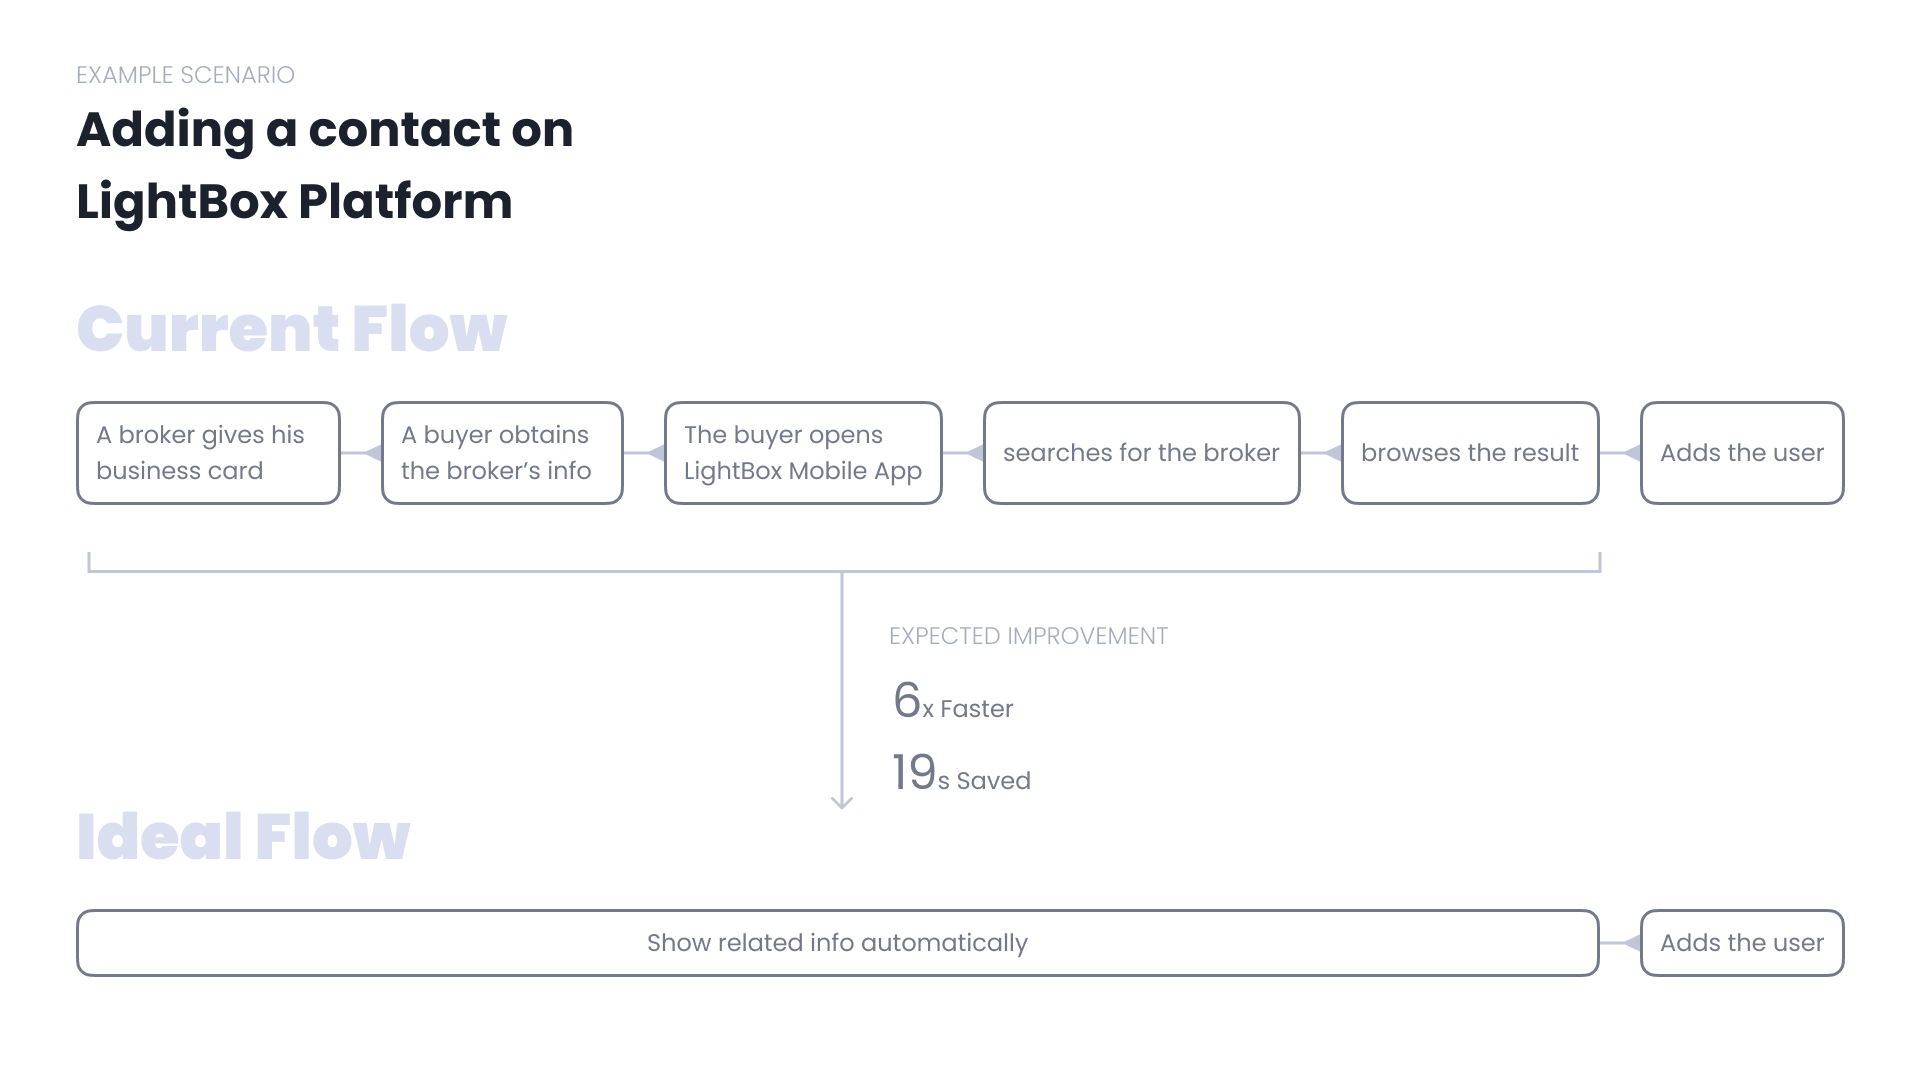 EXAMPLE SCENARIO
Adding a contact on
LightBox Platform
Current Flow
A broker gives his
business card
A buyer obtains
the broker’s info
The buyer opens
LightBox Mobile App
searches for the broker
browses the result
Adds the user
EXPECTED IMPROVEMENT
6x Faster
19s Saved
Ideal Flow
Show related info automatically
Adds the user